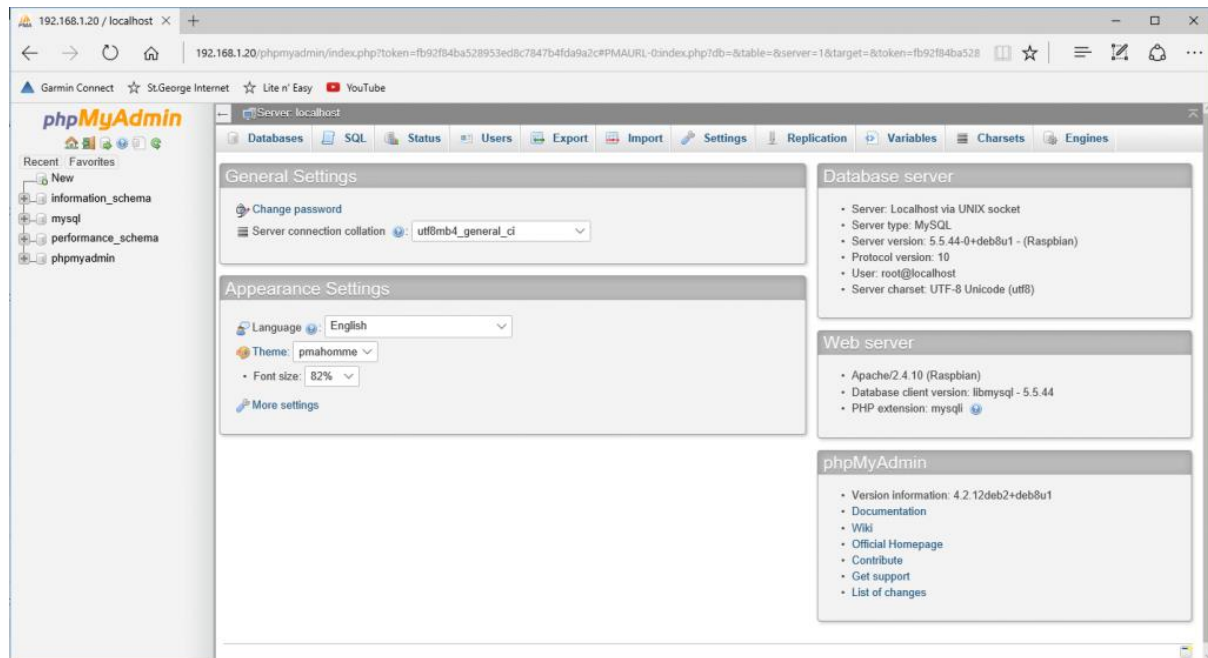 192.168.1.20 / localhost
192.168.1.20/phpmyadmin/index.php?token=fb92f84ba528953ed8c7847b4fda9a2c#PMAURL-0:index.php?db=&table=&server=1&target=&token=fb92f84ba528
Garmin Connect St.George Internet Lite n' Easy YouTube
phpMyAdmin
Recent Favorites
New
information_schema
mysql
performance_schema
phpmyadmin
Server: localhost
Databases SQL Status Users Export Import Settings Replication Variables Charsets Engines
General Settings
Change password
Server connection collation : utf8mb4_general_ci
Appearance Settings
Language : English
Theme: pmahomme
• Font size: 82%
More settings
Database server
• Server: Localhost via UNIX socket
• Server type: MySQL
• Server version: 5.5.44-0+deb8u1 - (Raspbian)
• Protocol version: 10
• User: root@localhost
• Server charset: UTF-8 Unicode (utf8)
Web server
• Apache/2.4.10 (Raspbian)
• Database client version: libmysql - 5.5.44
• PHP extension: mysqli
phpMyAdmin
• Version information: 4.2.12deb2+deb8u1
• Documentation
• Wiki
• Official Homepage
• Contribute
• Get support
• List of changes